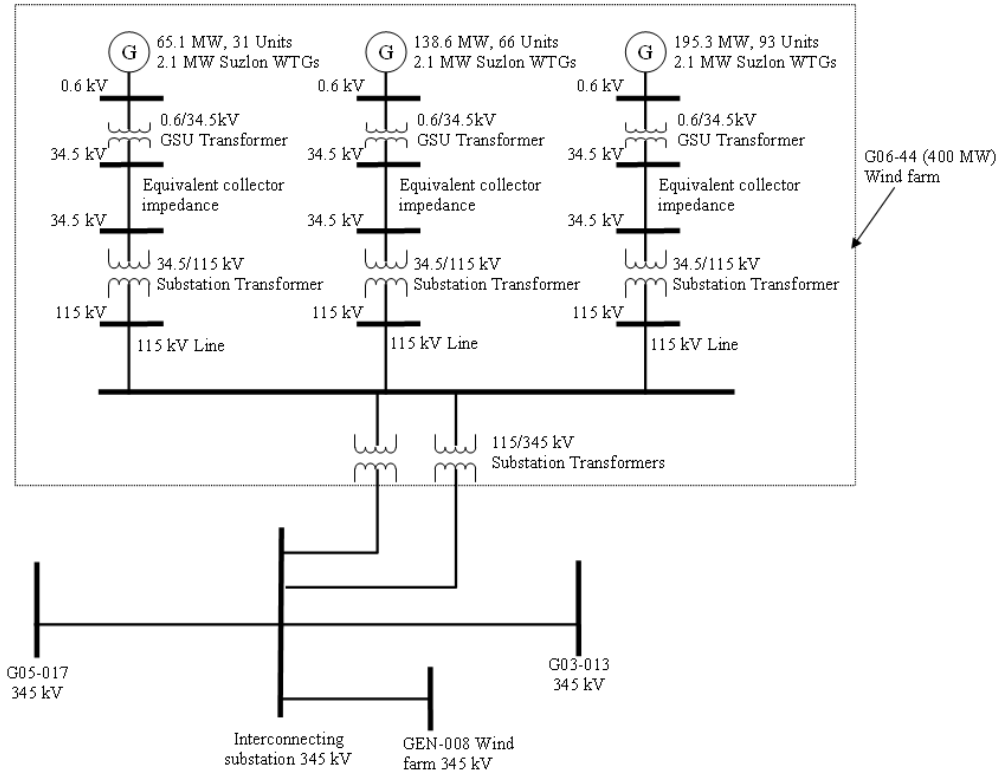 G
65.1 MW, 31 Units
2.1 MW Suzlon WTGs
G
138.6 MW, 66 Units
2.1 MW Suzlon WTGs
G
195.3 MW, 93 Units
2.1 MW Suzlon WTGs
0.6 kV
0.6 kV
0.6 kV
0.6/34.5kV
GSU Transformer
0.6/34.5kV
GSU Transformer
0.6/34.5kV
GSU Transformer
34.5 kV
34.5 kV
34.5 kV
G06-44 (400 MW)
Wind farm
Equivalent collector
impedance
Equivalent collector
impedance
Equivalent collector
impedance
34.5 kV
34.5 kV
34.5 kV
34.5/115 kV
Substation Transformer
34.5/115 kV
Substation Transformer
34.5/115 kV
Substation Transformer
115 kV
115 kV
115 kV
115 kV Line
115 kV Line
115 kV Line
115/345 kV
Substation Transformers
G05-017
345 kV
G03-013
345 kV
Interconnecting
substation 345 kV
GEN-008 Wind
farm 345 kV